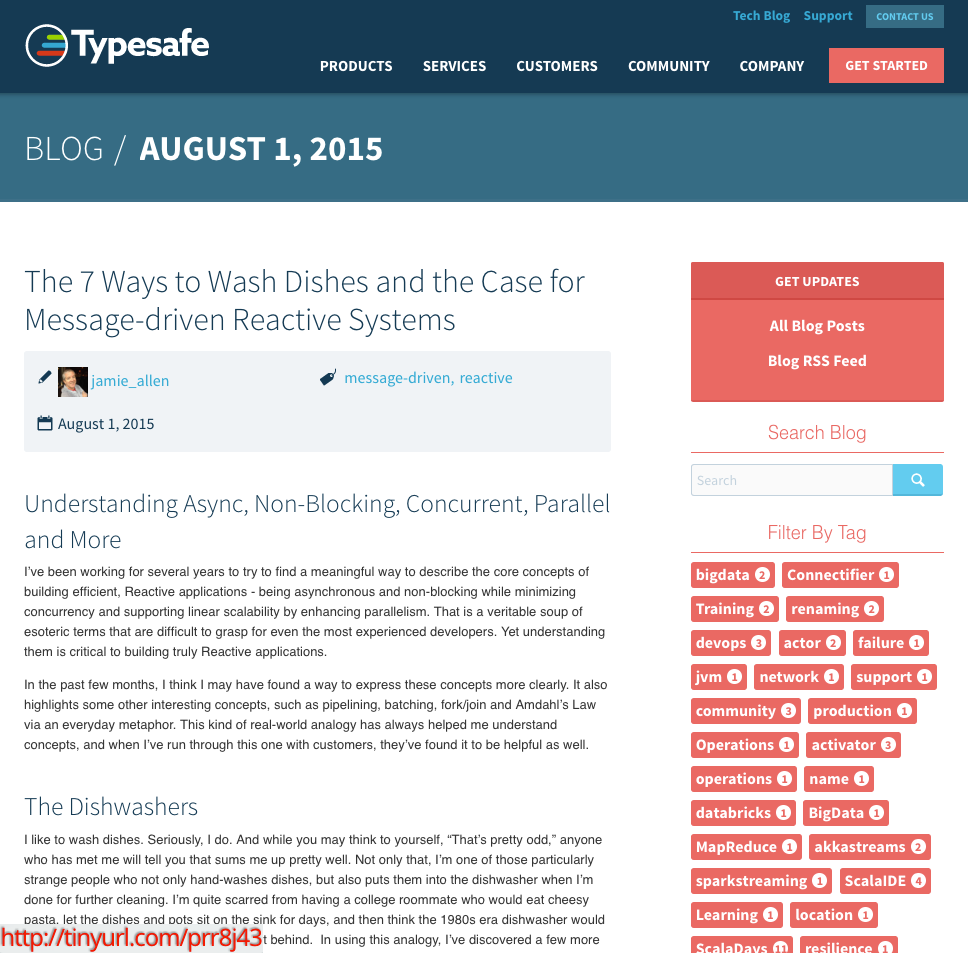 Tech Blog Support CONTACT US
Typesafe
PRODUCTS SERVICES CUSTOMERS COMMUNITY COMPANY GET STARTED
BLOG / AUGUST 1, 2015
The 7 Ways to Wash Dishes and the Case for
Message-driven Reactive Systems
jamie_allen
message-driven, reactive
August 1, 2015
Understanding Async, Non-Blocking, Concurrent, Parallel
and More
I've been working for several years to try to find a meaningful way to describe the core concepts of
building efficient, Reactive applications - being asynchronous and non-blocking while minimizing
concurrency and supporting linear scalability by enhancing parallelism. That is a veritable soup of
esoteric terms that are difficult to grasp for even the most experienced developers. Yet understanding
them is critical to building truly Reactive applications.
In the past few months, I think I may have found a way to express these concepts more clearly. It also
highlights some other interesting concepts, such as pipelining, batching, fork/join and Amdahl's Law
via an everyday metaphor. This kind of real-world analogy has always helped me understand
concepts, and when I've run through this one with customers, they've found it to be helpful as well.
The Dishwashers
I like to wash dishes. Seriously, I do. And while you may think to yourself, “That's pretty odd,” anyone
who has met me will tell you that sums me up pretty well. Not only that, I'm one of those particularly
strange people who not only hand-washes dishes, but also puts them into the dishwasher when I'm
done for further cleaning. I'm quite scarred from having a college roommate who would eat cheesy
pasta, let the dishes and pots sit on the sink for days, and then think the 1980s era dishwasher would
t behind. In using this analogy, I've discovered a few more
http://tinyurl.com/prr8j43
GET UPDATES
All Blog Posts
Blog RSS Feed
Search Blog
Search
Filter By Tag
bigdata 2 Connectifier 1
Training 2 renaming 2
devops 3 actor 2 failure 1
jvm 1 network 1 support 1
community 3 production 1
Operations 1 activator 3
operations 1 name 1
databricks 1 BigData 1
MapReduce 1 akkastreams 2
sparkstreaming 1 ScalaIDE 4
Learning 1 location 1
ScalaDays 11 resilience 1